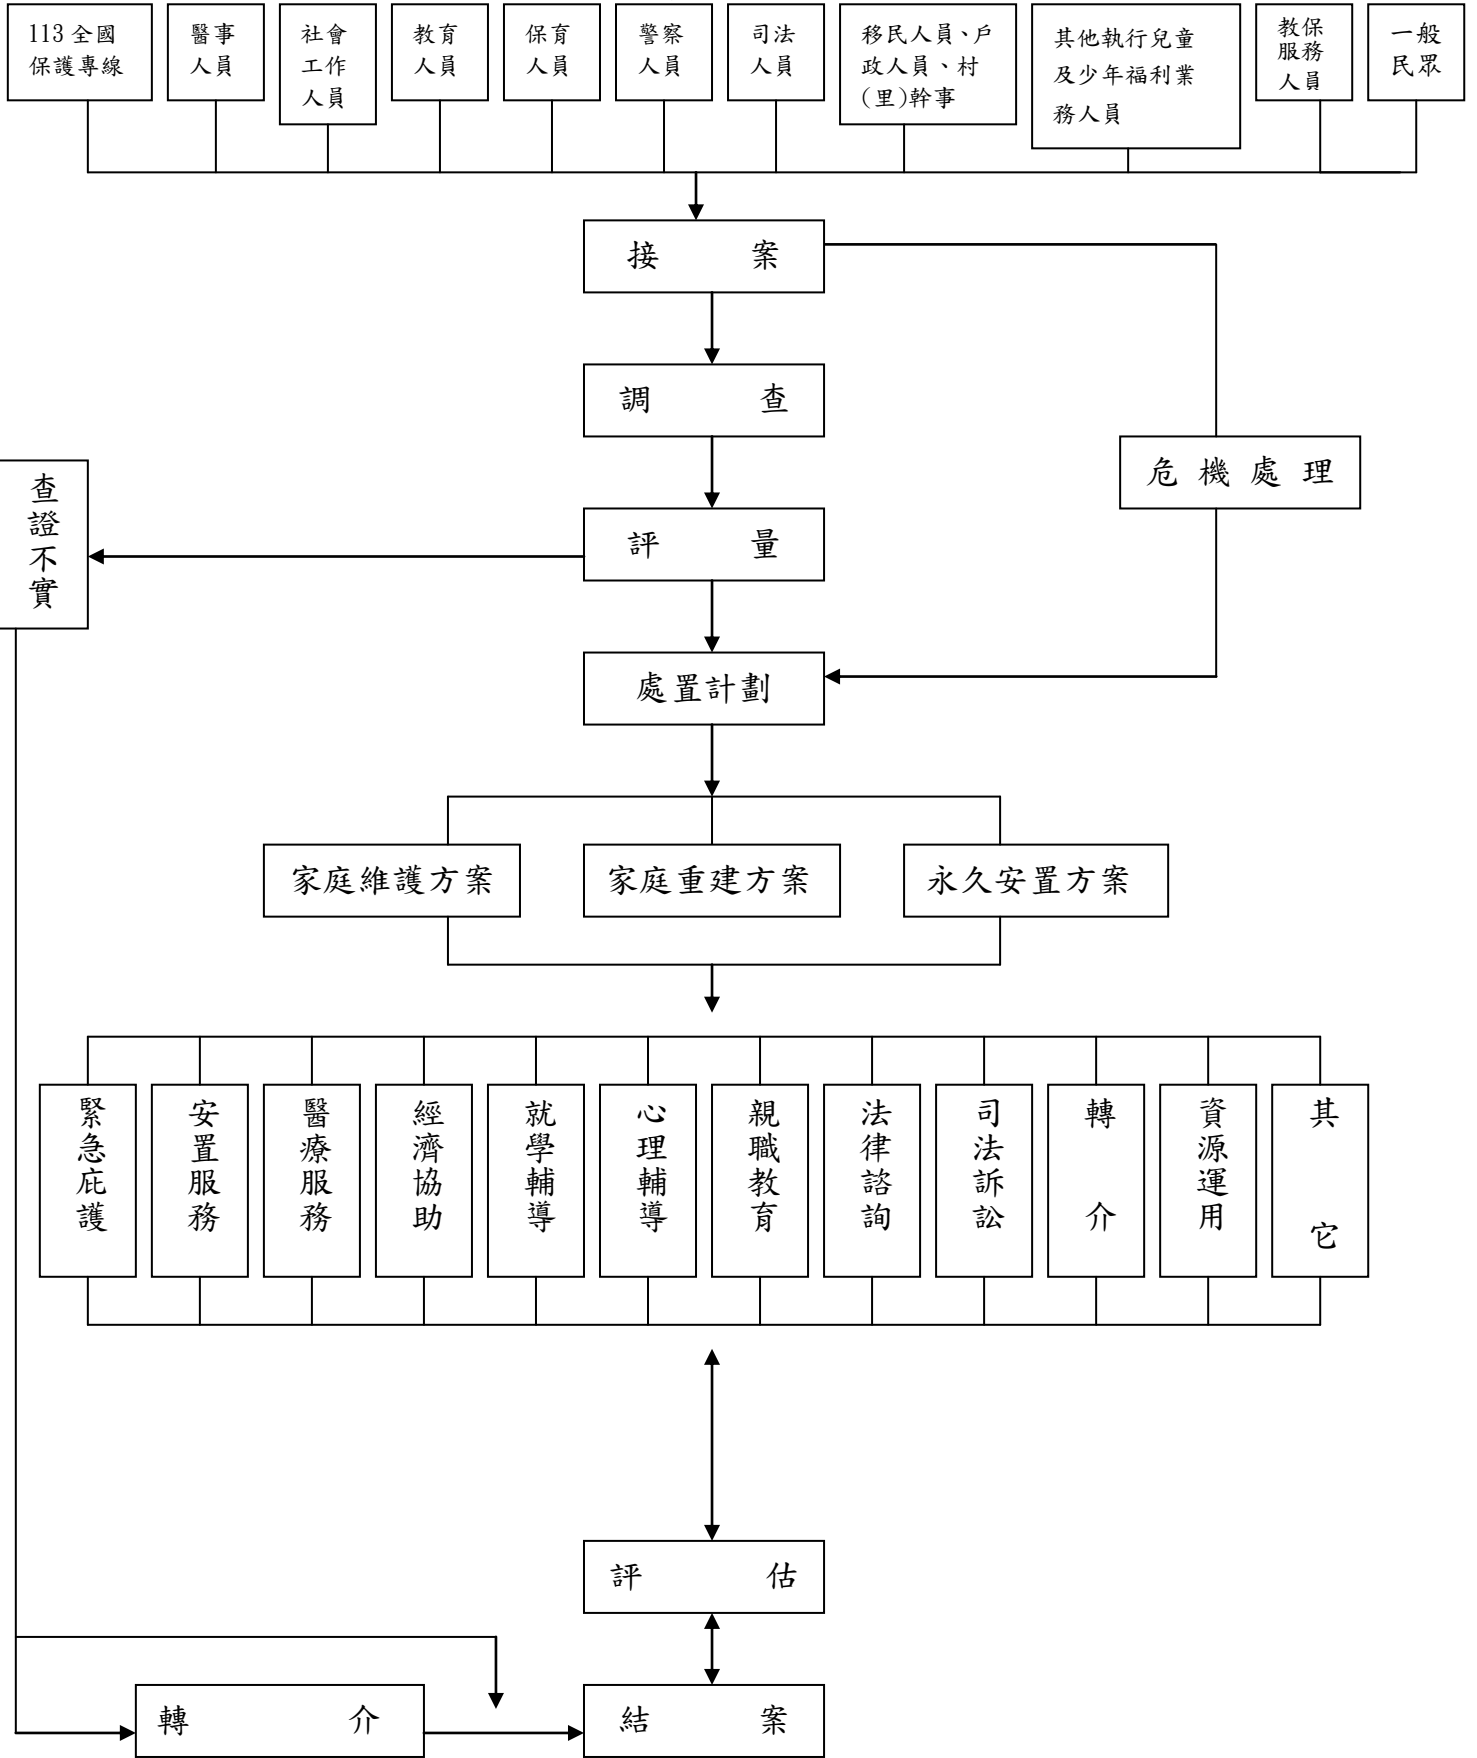 113全國
保護專線
醫事
人員
社會
工作
人員
教育
人員
保育
人員
警察
人員
司法
人員
移民人員、戶
政人員、村
(里)幹事
其他執行兒童
及少年福利業
務人員
教保
服務
人員
一般
民眾
接 案
調 查
危機處理
查證不實
評 量
處置計劃
家庭維護方案
家庭重建方案
永久安置方案
緊急庇護
安置服務
醫療服務
經濟協助
就學輔導
心理輔導
親職教育
法律諮詢
司法訴訟
轉介
資源運用
其它
評 估
轉 介
結 案